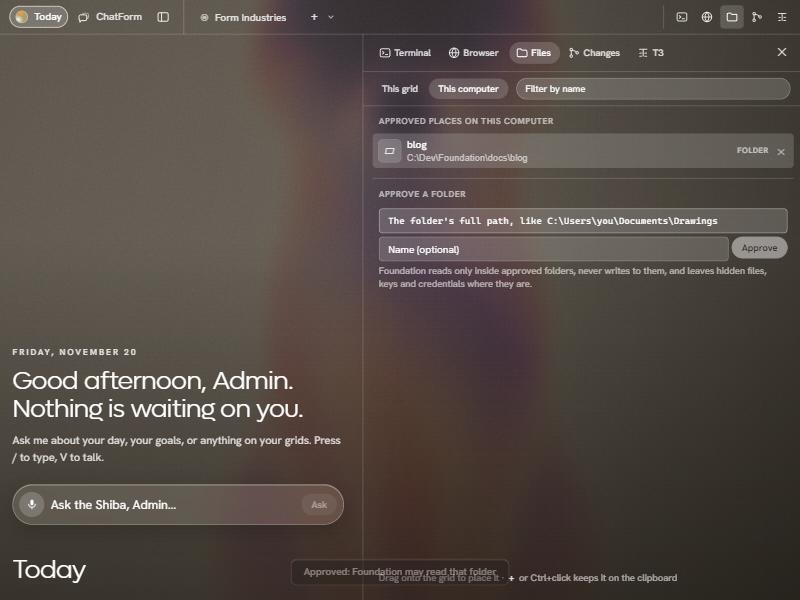 Today
ChatForm
Form Industries
+
Terminal
Browser
Files
Changes
T3
This grid
This computer
Filter by name
APPROVED PLACES ON THIS COMPUTER
blog
C:\Dev\Foundation\docs\blog
FOLDER
APPROVE A FOLDER
The folder's full path, like C:\Users\you\Documents\Drawings
Name (optional)
Approve
Foundation reads only inside approved folders, never writes to them, and leaves hidden files,
keys and credentials where they are.
FRIDAY, NOVEMBER 20
Good afternoon, Admin.
Nothing is waiting on you.
Ask me about your day, your goals, or anything on your grids. Press
/ to type, V to talk.
Ask the Shiba, Admin...
Ask
Today
Approved: Foundation may read that folder
Drag onto the grid to place it · + or Ctrl+click keeps it on the clipboard